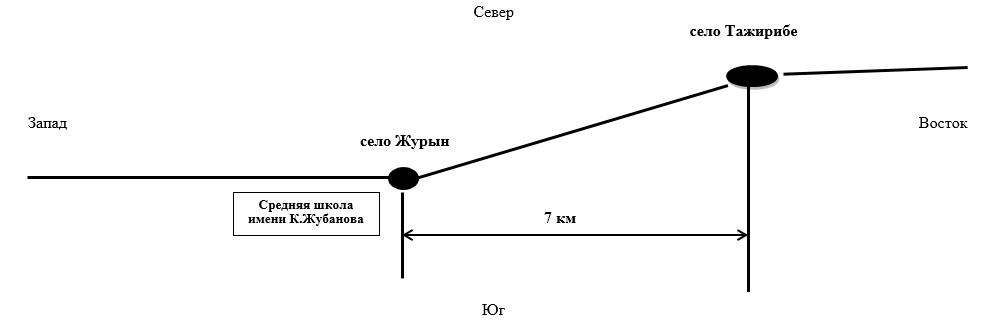 Север
село Тажирибе
Запад
Восток
село Журын
Средняя школа
имени К.Жубанова
7 км
Юг